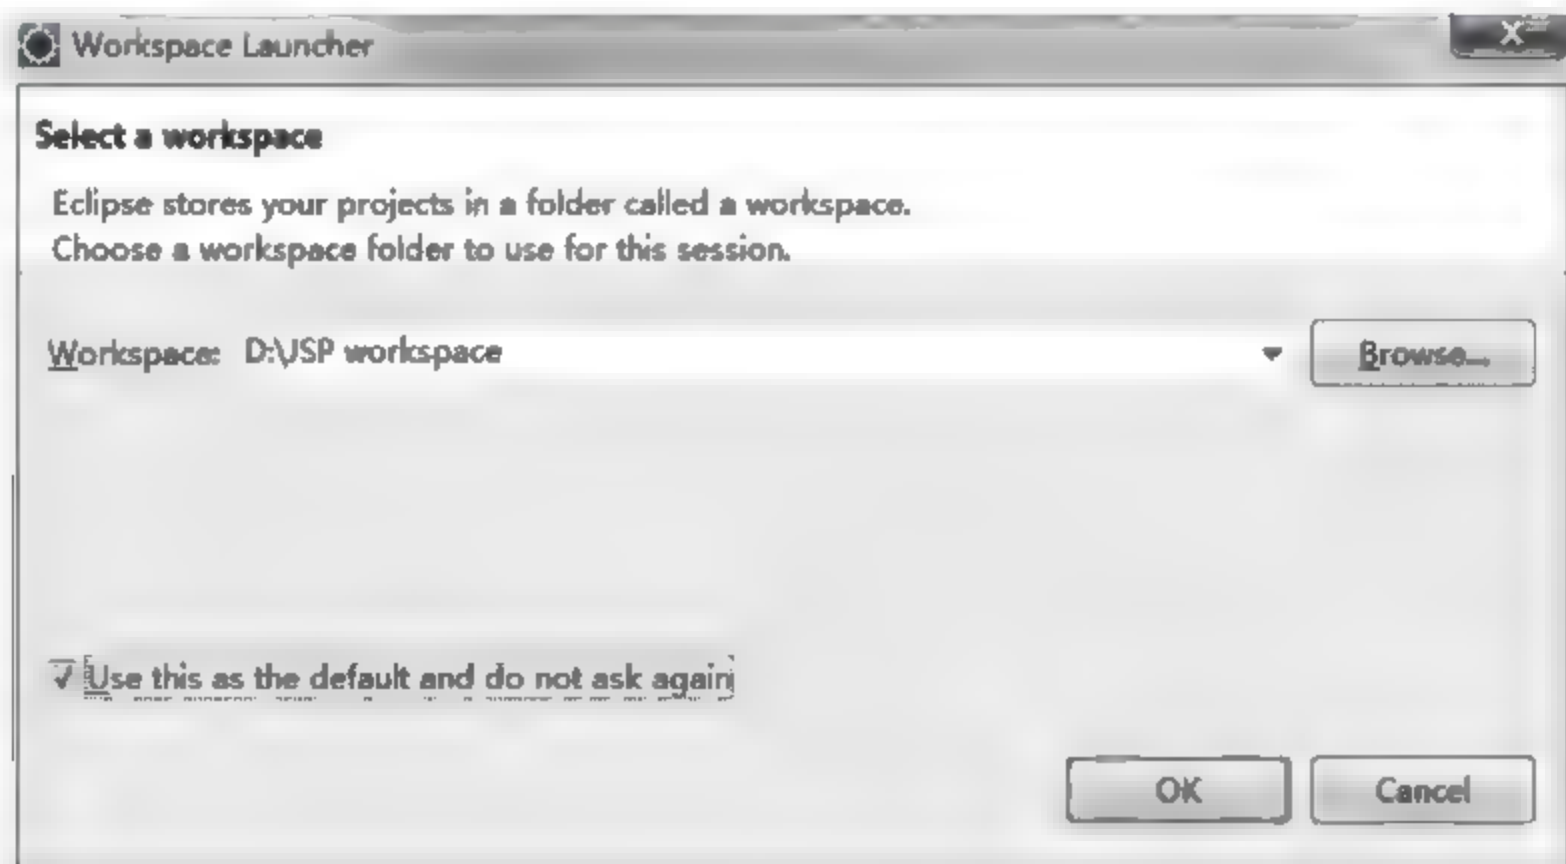 Workspace Launcher
X
Select a workspace
Eclipse stores your projects in a folder called a workspace.
Choose a workspace folder to use for this session.
Workspace: D:\JSP workspace Browse...
Use this as the default and do not ask again
OK Cancel